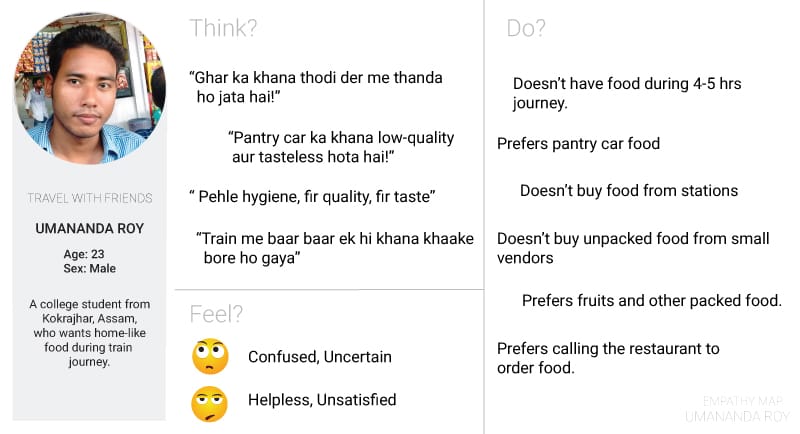 TRAVEL WITH FRIENDS
UMANANDA ROY
Age: 23
Sex: Male
A college student from
Kokrajhar, Assam,
who wants home-like
food during train
journey.
Think?
“Ghar ka khana thodi der me thanda
ho jata hai!”
“Pantry car ka khana low-quality
aur tasteless hota hai!”
“ Pehle hygiene, fir quality, fir taste”
“Train me baar baar ek hi khana khaake
bore ho gaya”
Feel?
Confused, Uncertain
Helpless, Unsatisfied
Do?
Doesn’t have food during 4-5 hrs
journey.
Prefers pantry car food
Doesn’t buy food from stations
Doesn’t buy unpacked food from small
vendors
Prefers fruits and other packed food.
Prefers calling the restaurant to
order food.
EMPATHY MAP
UMANANDA ROY